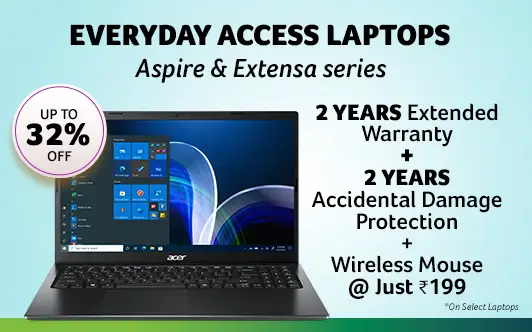 EVERYDAY ACCESS LAPTOPS
Aspire & Extensa series
UP TO
32%
OFF
2 YEARS Extended
Warranty
+
2 YEARS
Accidental Damage
Protection
+
Wireless Mouse
@ Just ₹199
*On Select Laptops
acer